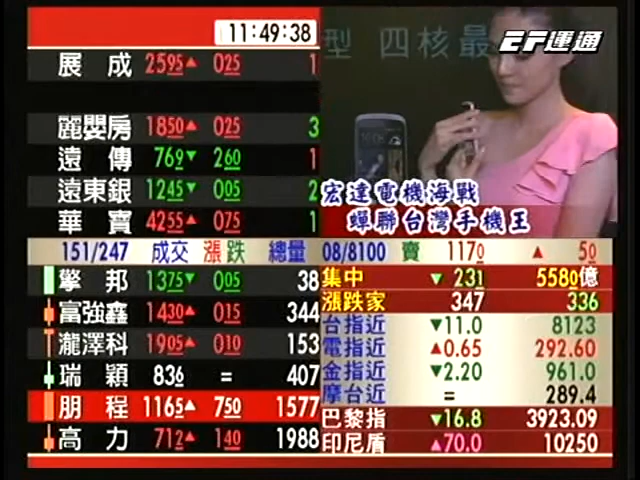 11:49:38
型 四核最
EF運通
展成 2595▲ 025 1
麗嬰房 1850▲ 025 3
遠傳 769▼ 260 1
遠東銀 1245▼ 005 2
華寶 4255▲ 075 1
宏達電機海戰
蟬聯台灣手機王
151/247 成交 漲跌 總量
08/8100 賣 1170 ▲ 50
擎邦 1375▼ 005 38
富強鑫 1430▲ 015 344
瀧澤科 1905▲ 010 153
瑞穎 836 = 407
朋程 1165▲ 750 1577
高力 712▲ 140 1988
集中 ▼ 231 5580億
漲跌家 347 336
台指近 ▼11.0 8123
電指近 ▲0.65 292.60
金指近 ▼2.20 961.0
摩台近 = 289.4
巴黎指 ▼16.8 3923.09
印尼盾 ▲70.0 10250